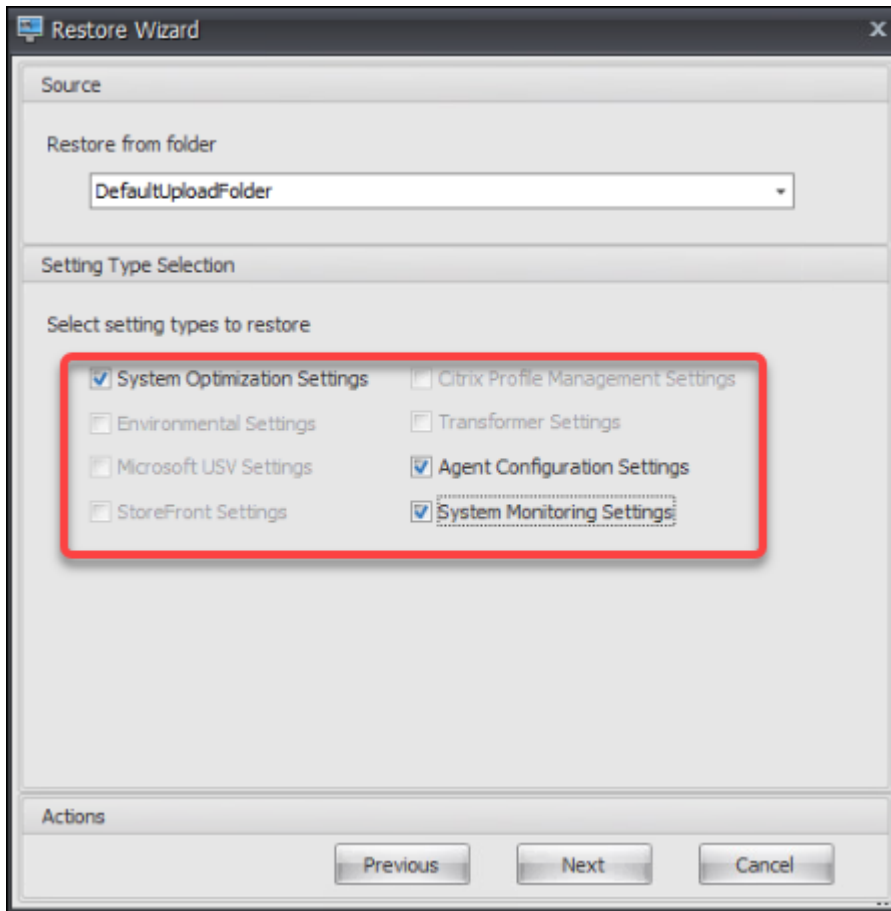 Restore Wizard
Source
Restore from folder
DefaultUploadFolder
Setting Type Selection
Select setting types to restore
System Optimization Settings
Citrix Profile Management Settings
Environmental Settings
Transformer Settings
Microsoft USV Settings
Agent Configuration Settings
StoreFront Settings
System Monitoring Settings
Actions
Previous
Next
Cancel